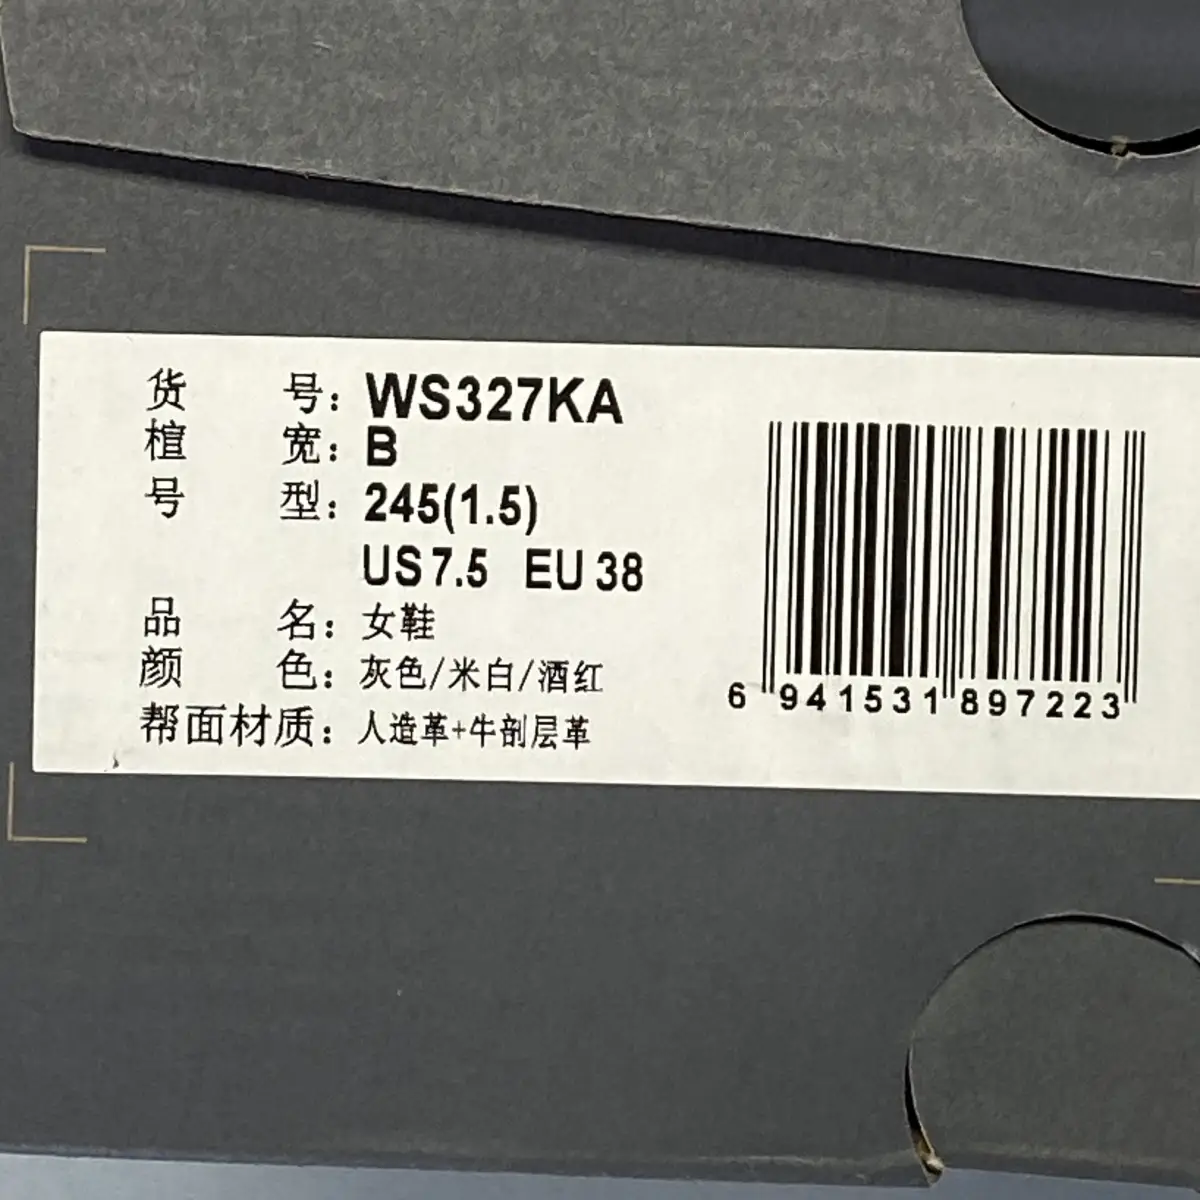 货 号：WS327KA
楦 宽：B
号 型：245(1.5)
US 7.5 EU 38
品 名：女鞋
颜 色：灰色/米白/酒红
帮面材质：人造革+牛剖层革
6 941531 897223